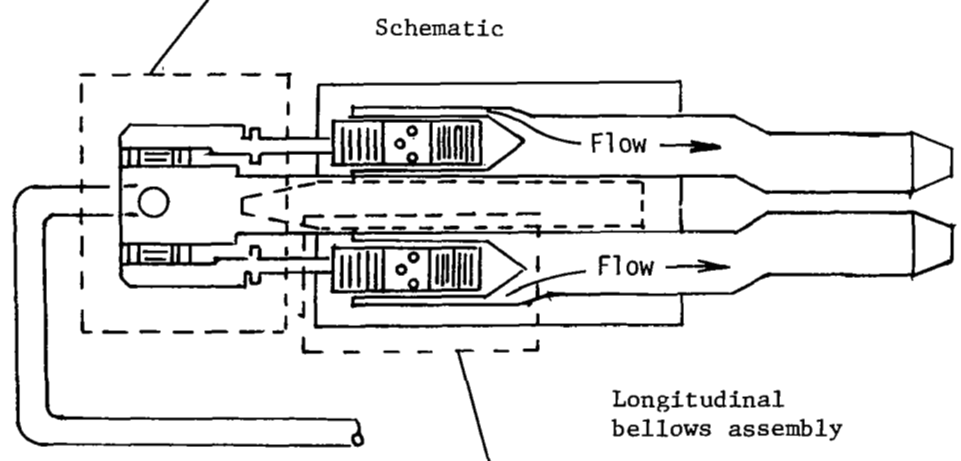 Schematic
Flow
Flow
Longitudinal
bellows assembly